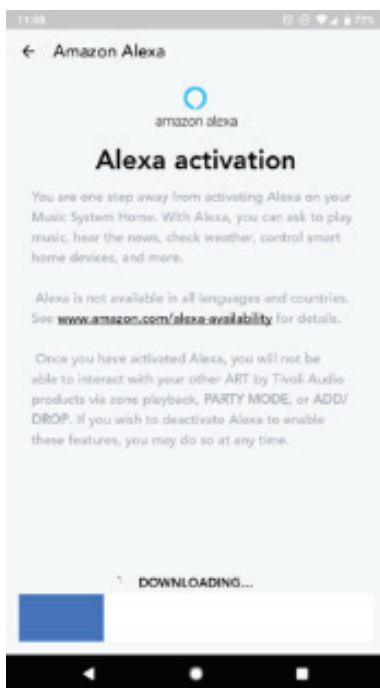 11:08
77%
Amazon Alexa
amazon alexa
Alexa activation
You are one step away from activating Alexa on your
Music System Home. With Alexa, you can ask to play
music, hear the news, check weather, control smart
home devices, and more.
Alexa is not available in all languages and countries.
See www.amazon.com/alexa-availability for details.
Once you have activated Alexa, you will not be
able to interact with your other ART by Tivoli Audio
products via zone playback, PARTY MODE, or ADD/
DROP. If you wish to deactivate Alexa to enable
these features, you may do so at any time.
DOWNLOADING...